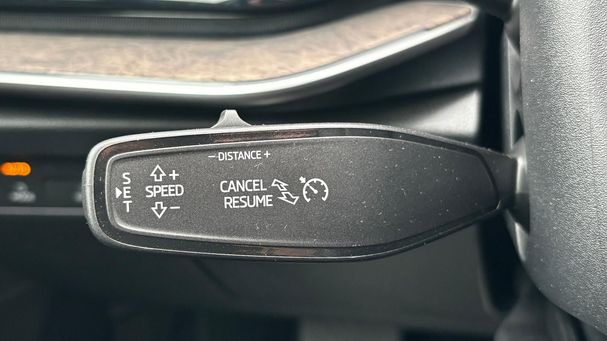 − DISTANCE +
SET
+
SPEED
−
CANCEL
RESUME